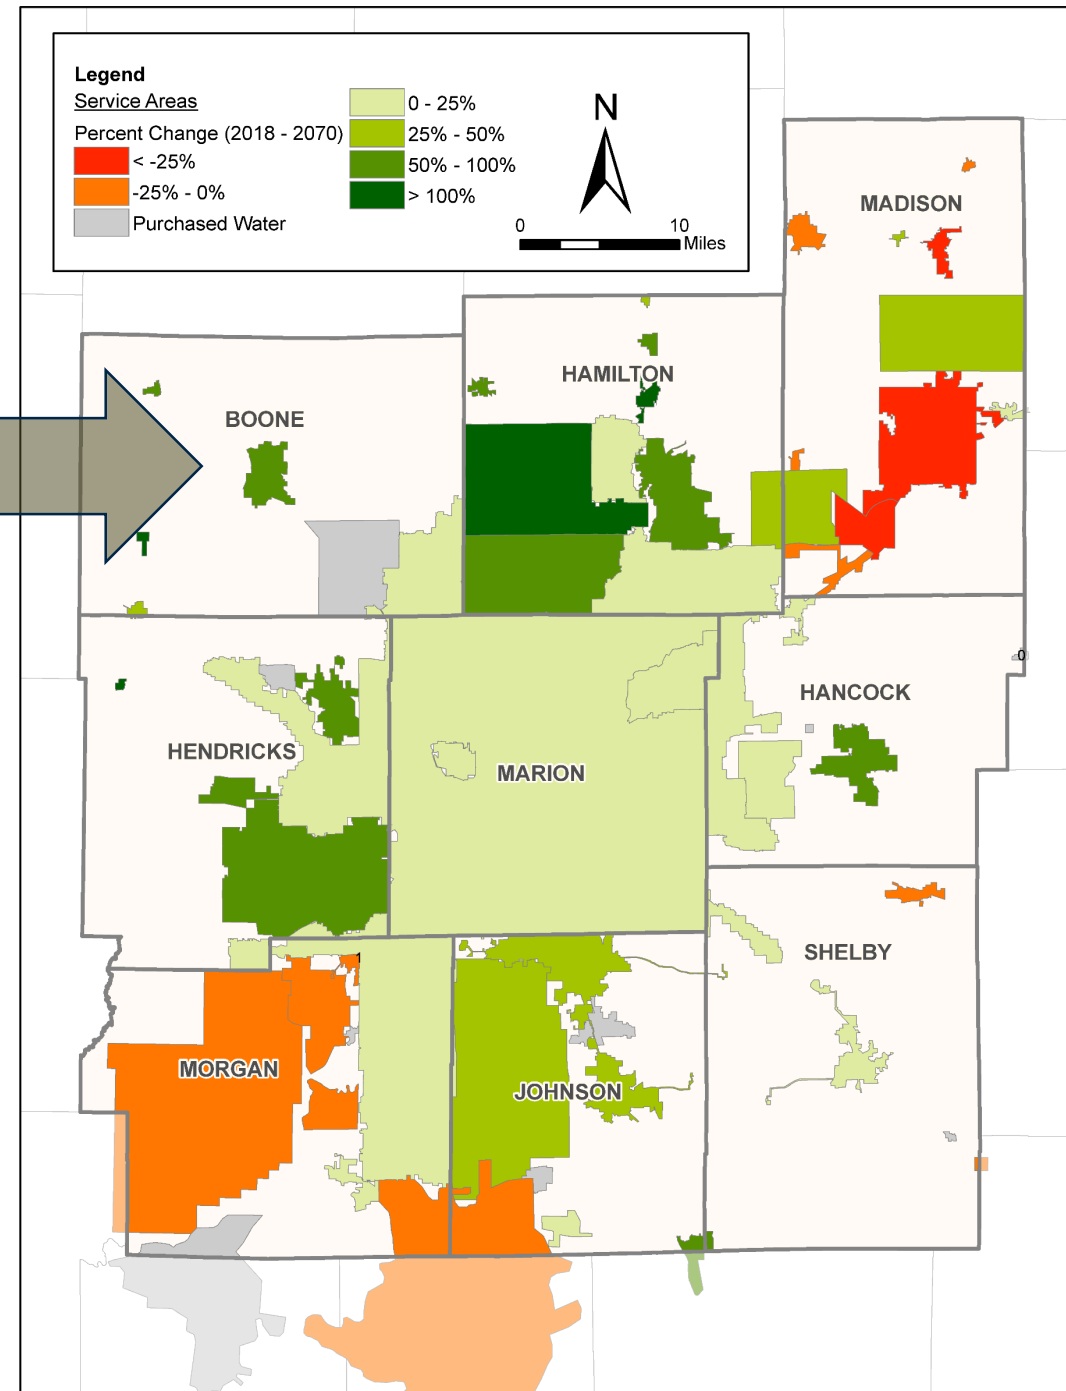 Legend
Service Areas
Percent Change (2018 - 2070)
< -25%
-25% - 0%
Purchased Water
0 - 25%
25% - 50%
50% - 100%
> 100%
N
0 10
Miles
MADISON
HAMILTON
BOONE
0
HANCOCK
HENDRICKS
MARION
SHELBY
1
MORGAN
JOHNSON